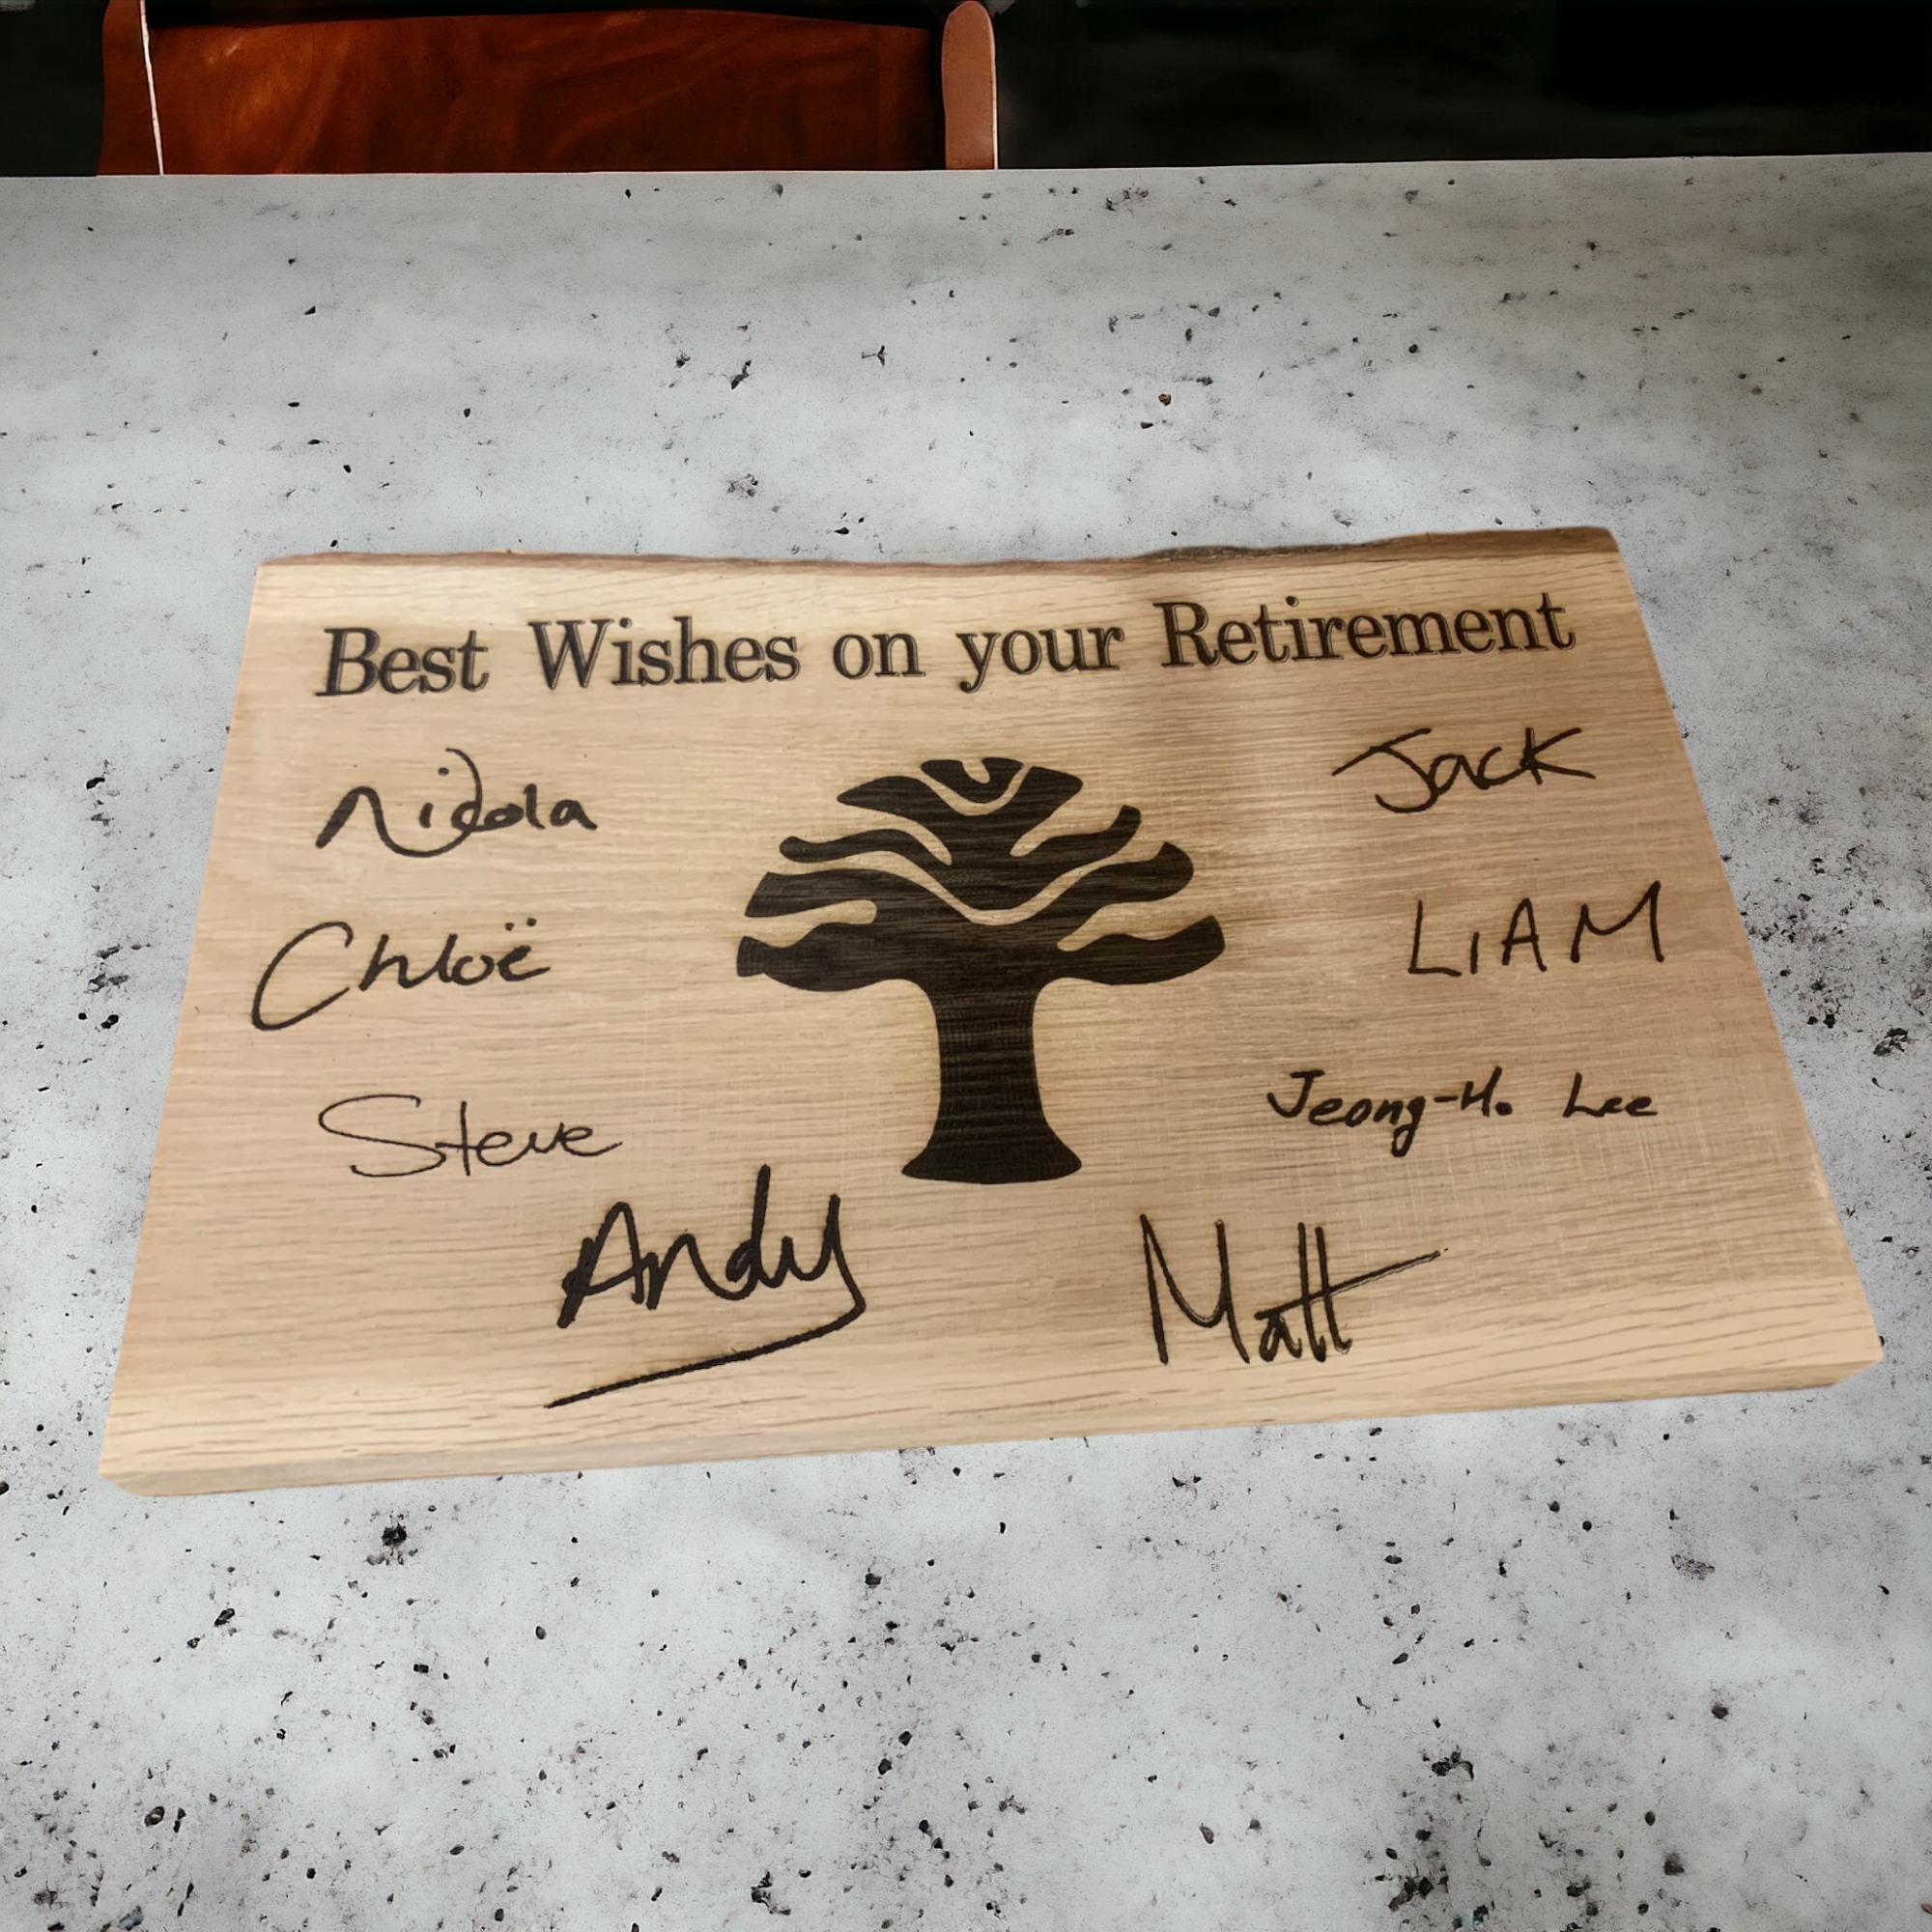 Best Wishes on your Retirement
Nicola
Jack
Chloë
LIAM
Steve
Jeong-H. Lee
Andy
Matt